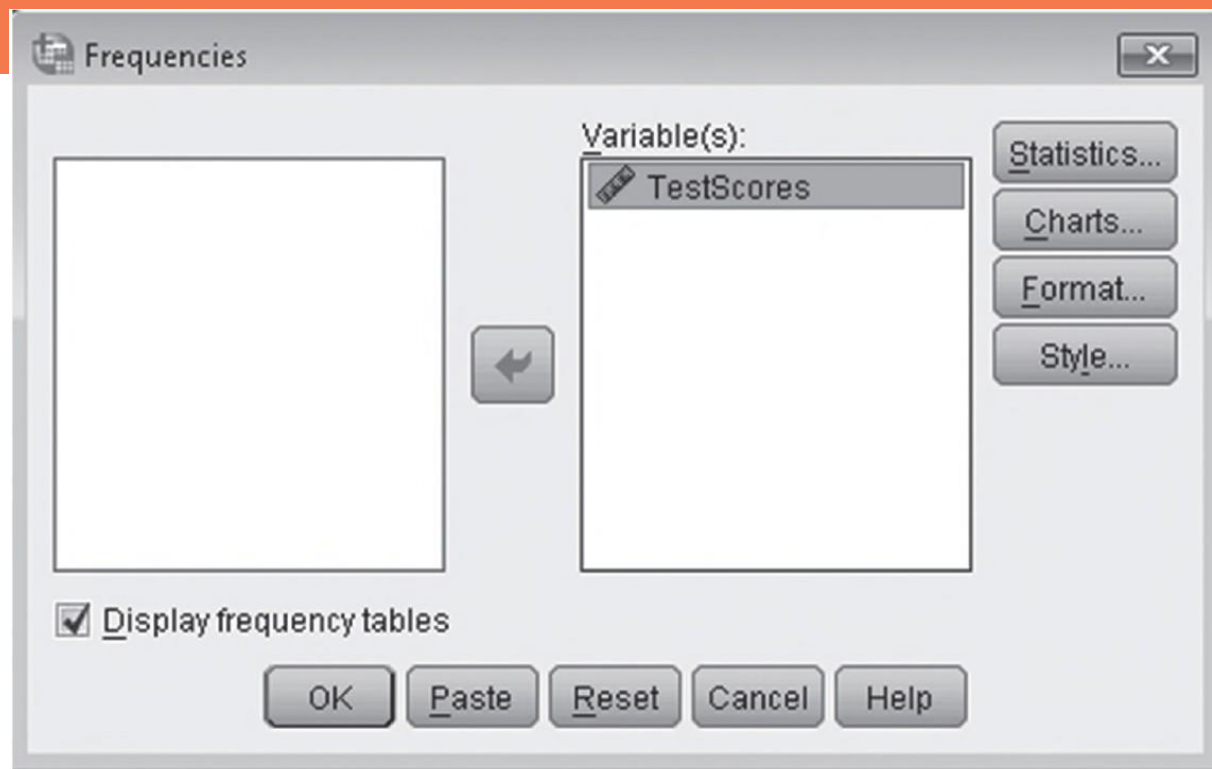 Frequencies
Variable(s):
TestScores
Statistics...
Charts...
Format...
Style...
Display frequency tables
OK
Paste
Reset
Cancel
Help